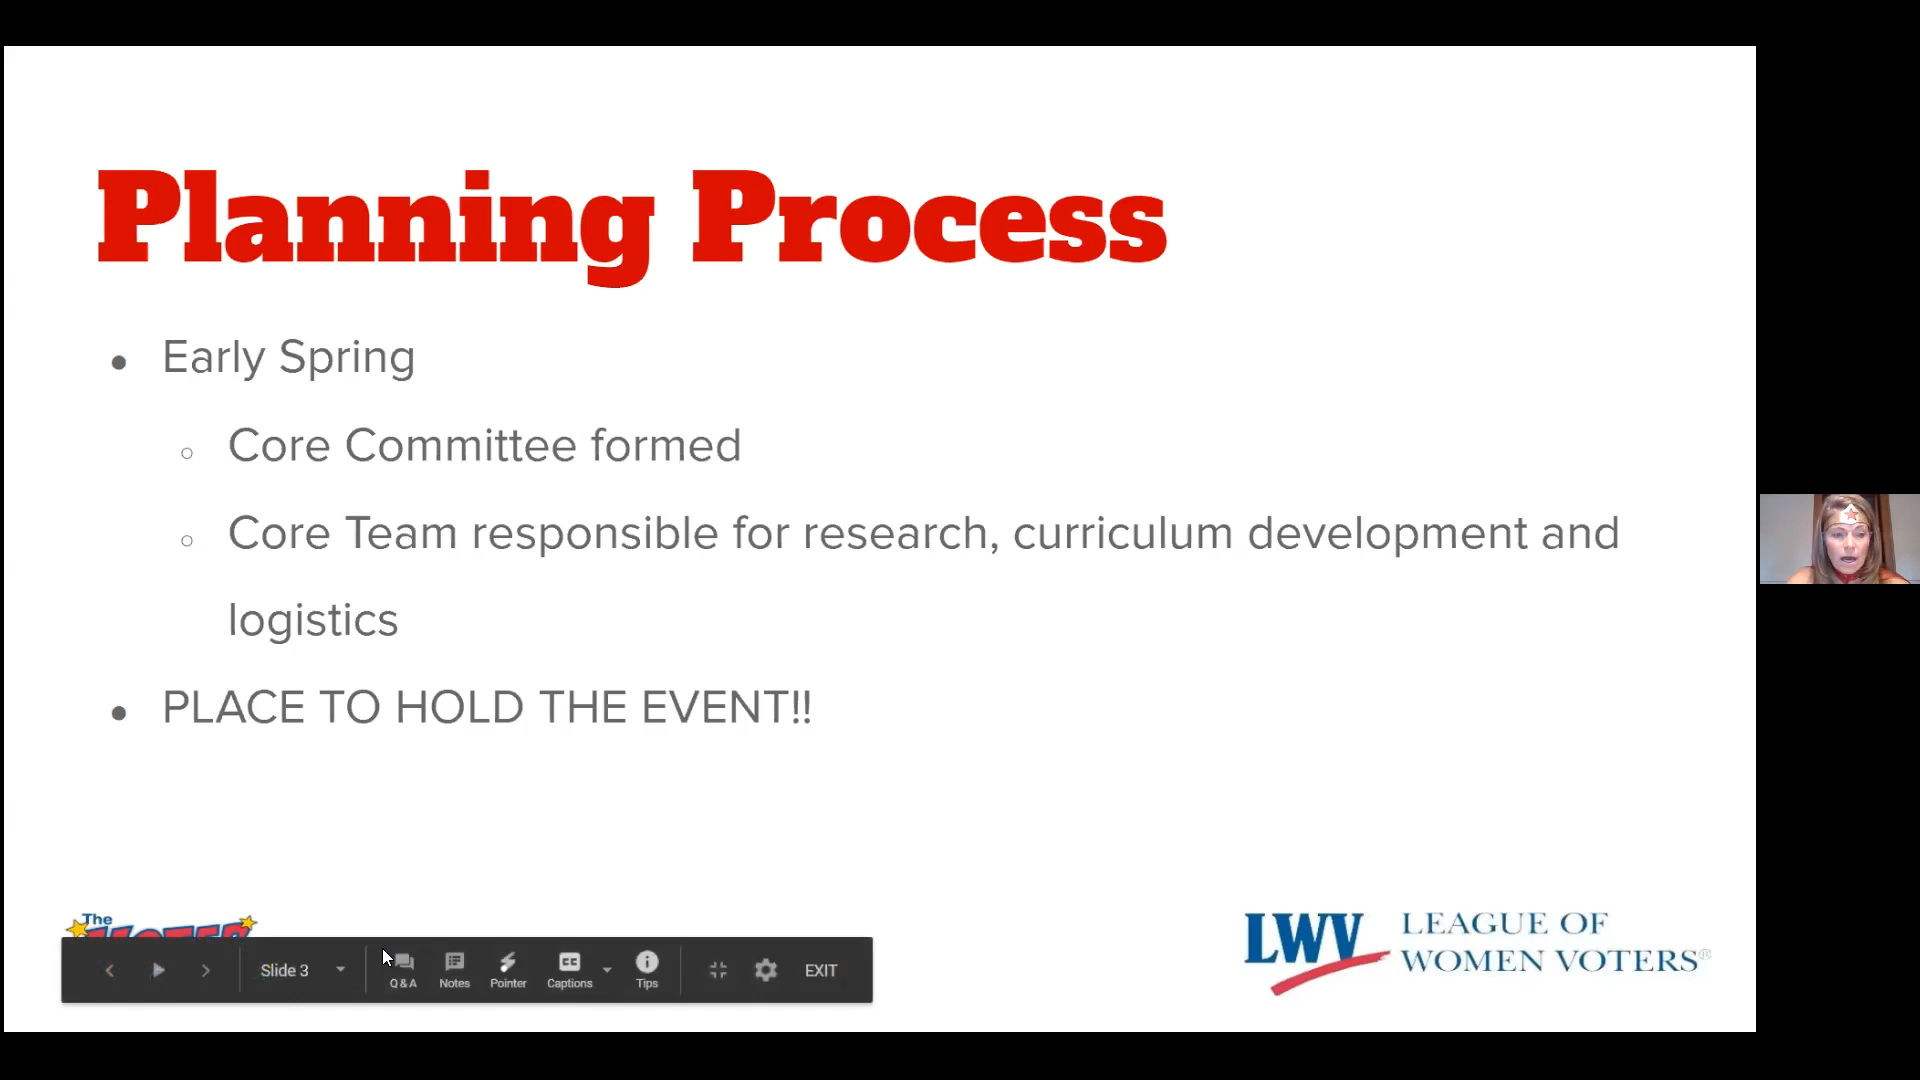 Planning Process
Early Spring
Core Committee formed
Core Team responsible for research, curriculum development and
logistics
PLACE TO HOLD THE EVENT!!
The
VOTER
LWV
LEAGUE OF
WOMEN VOTERS®
Slide 3
Q&A
Notes
Pointer
Captions
Tips
EXIT